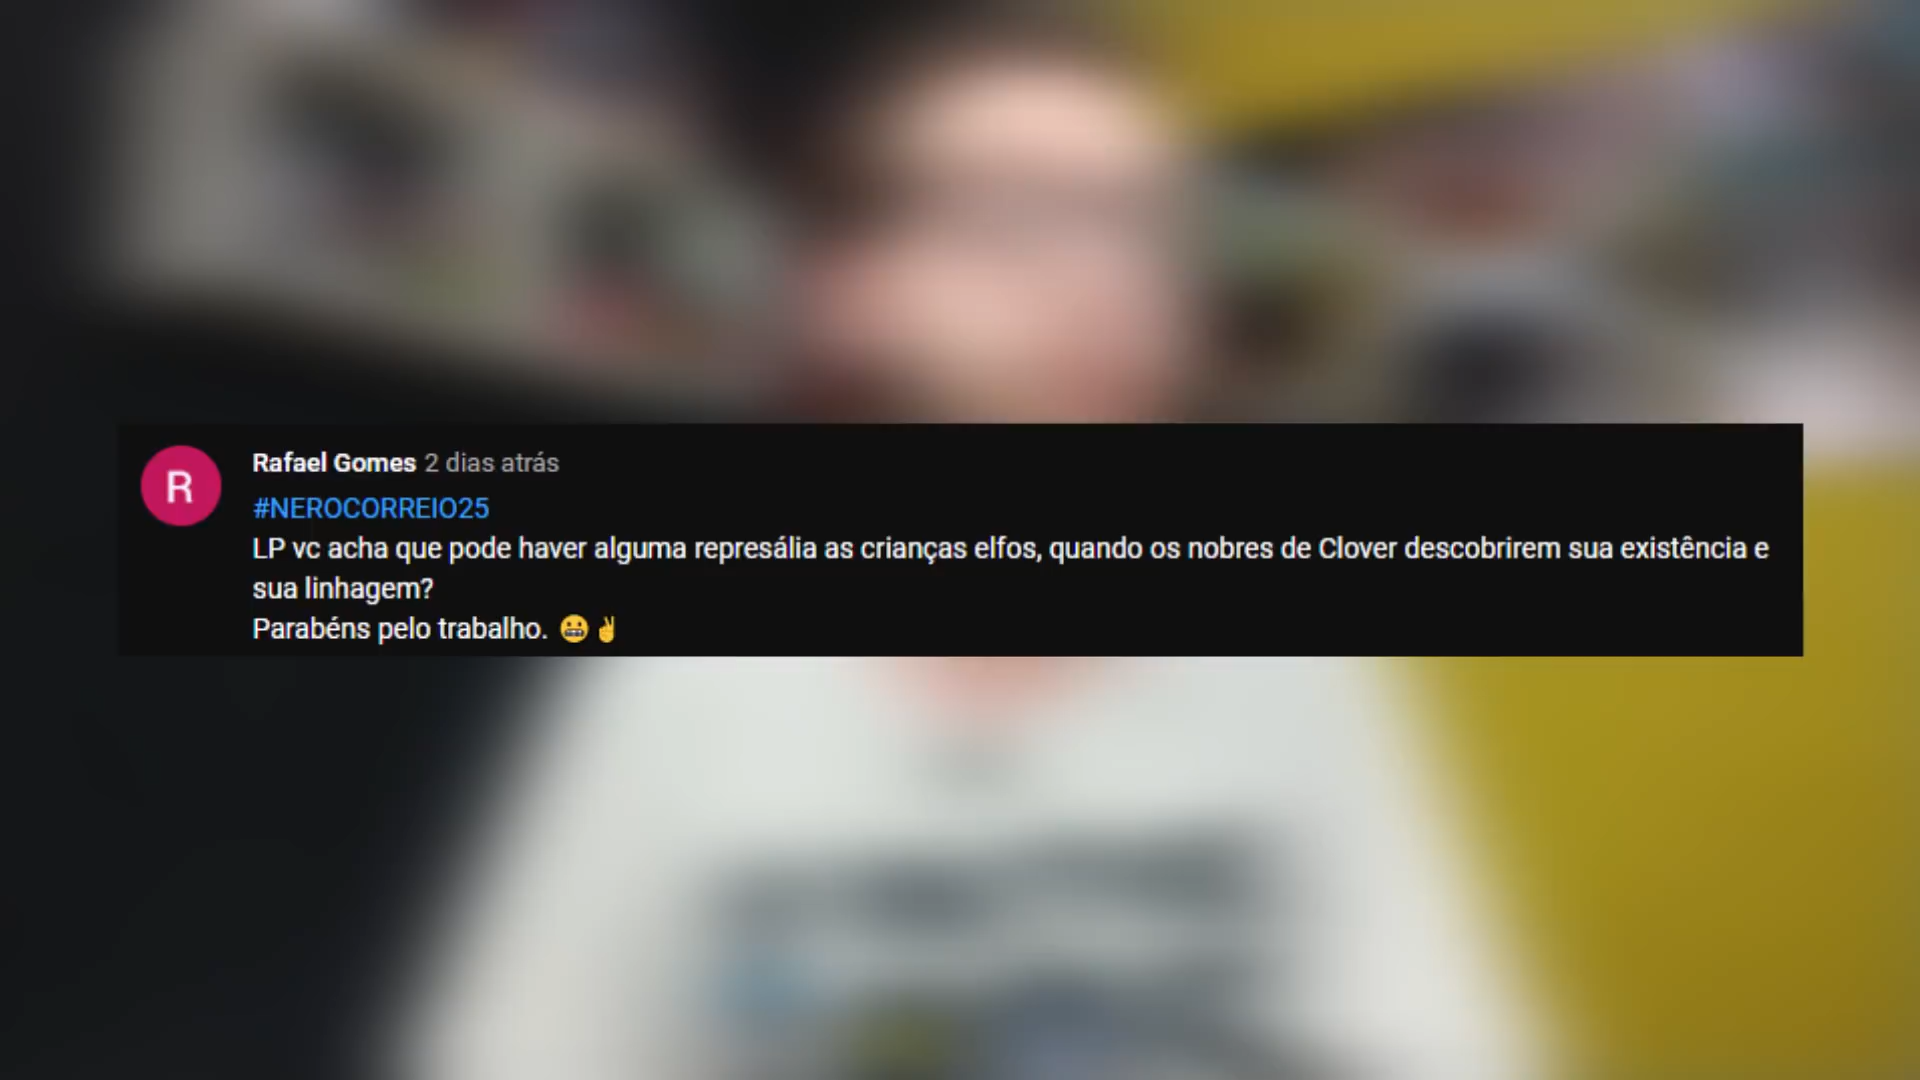 R
Rafael Gomes 2 dias atrás
#NEROCORREIO25
LP vc acha que pode haver alguma represália as crianças elfos, quando os nobres de Clover descobrirem sua existência e
sua linhagem?
Parabéns pelo trabalho. 😬✌